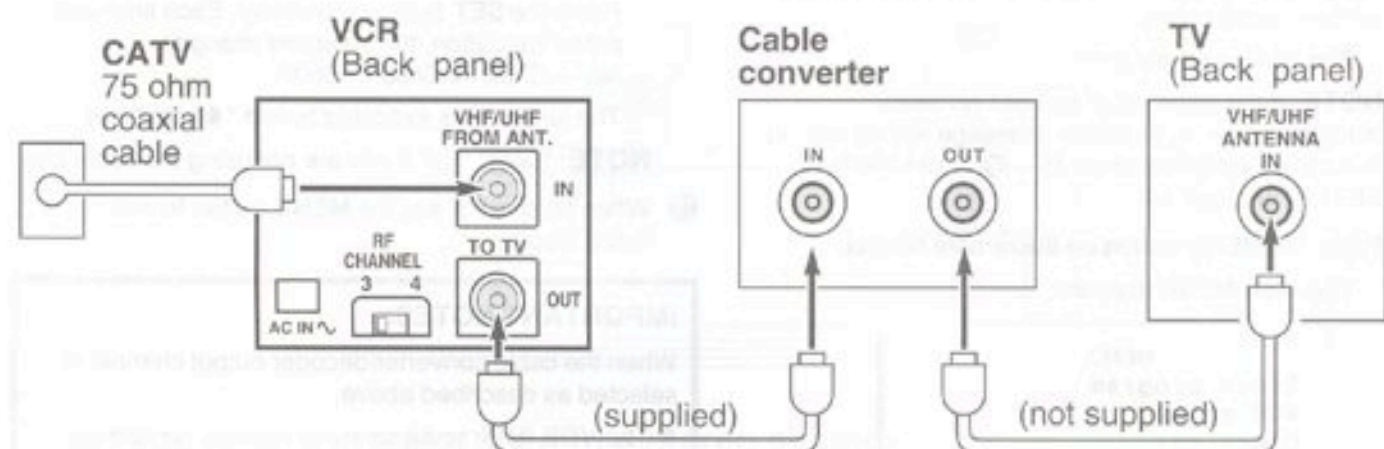 CATV
75 ohm
coaxial
cable
VCR
(Back panel)
VHF/UHF
FROM ANT.
IN
RF
CHANNEL
3 4
TO TV
OUT
AC IN ∿
(supplied)
Cable
converter
IN
OUT
(not supplied)
TV
(Back panel)
VHF/UHF
ANTENNA
IN